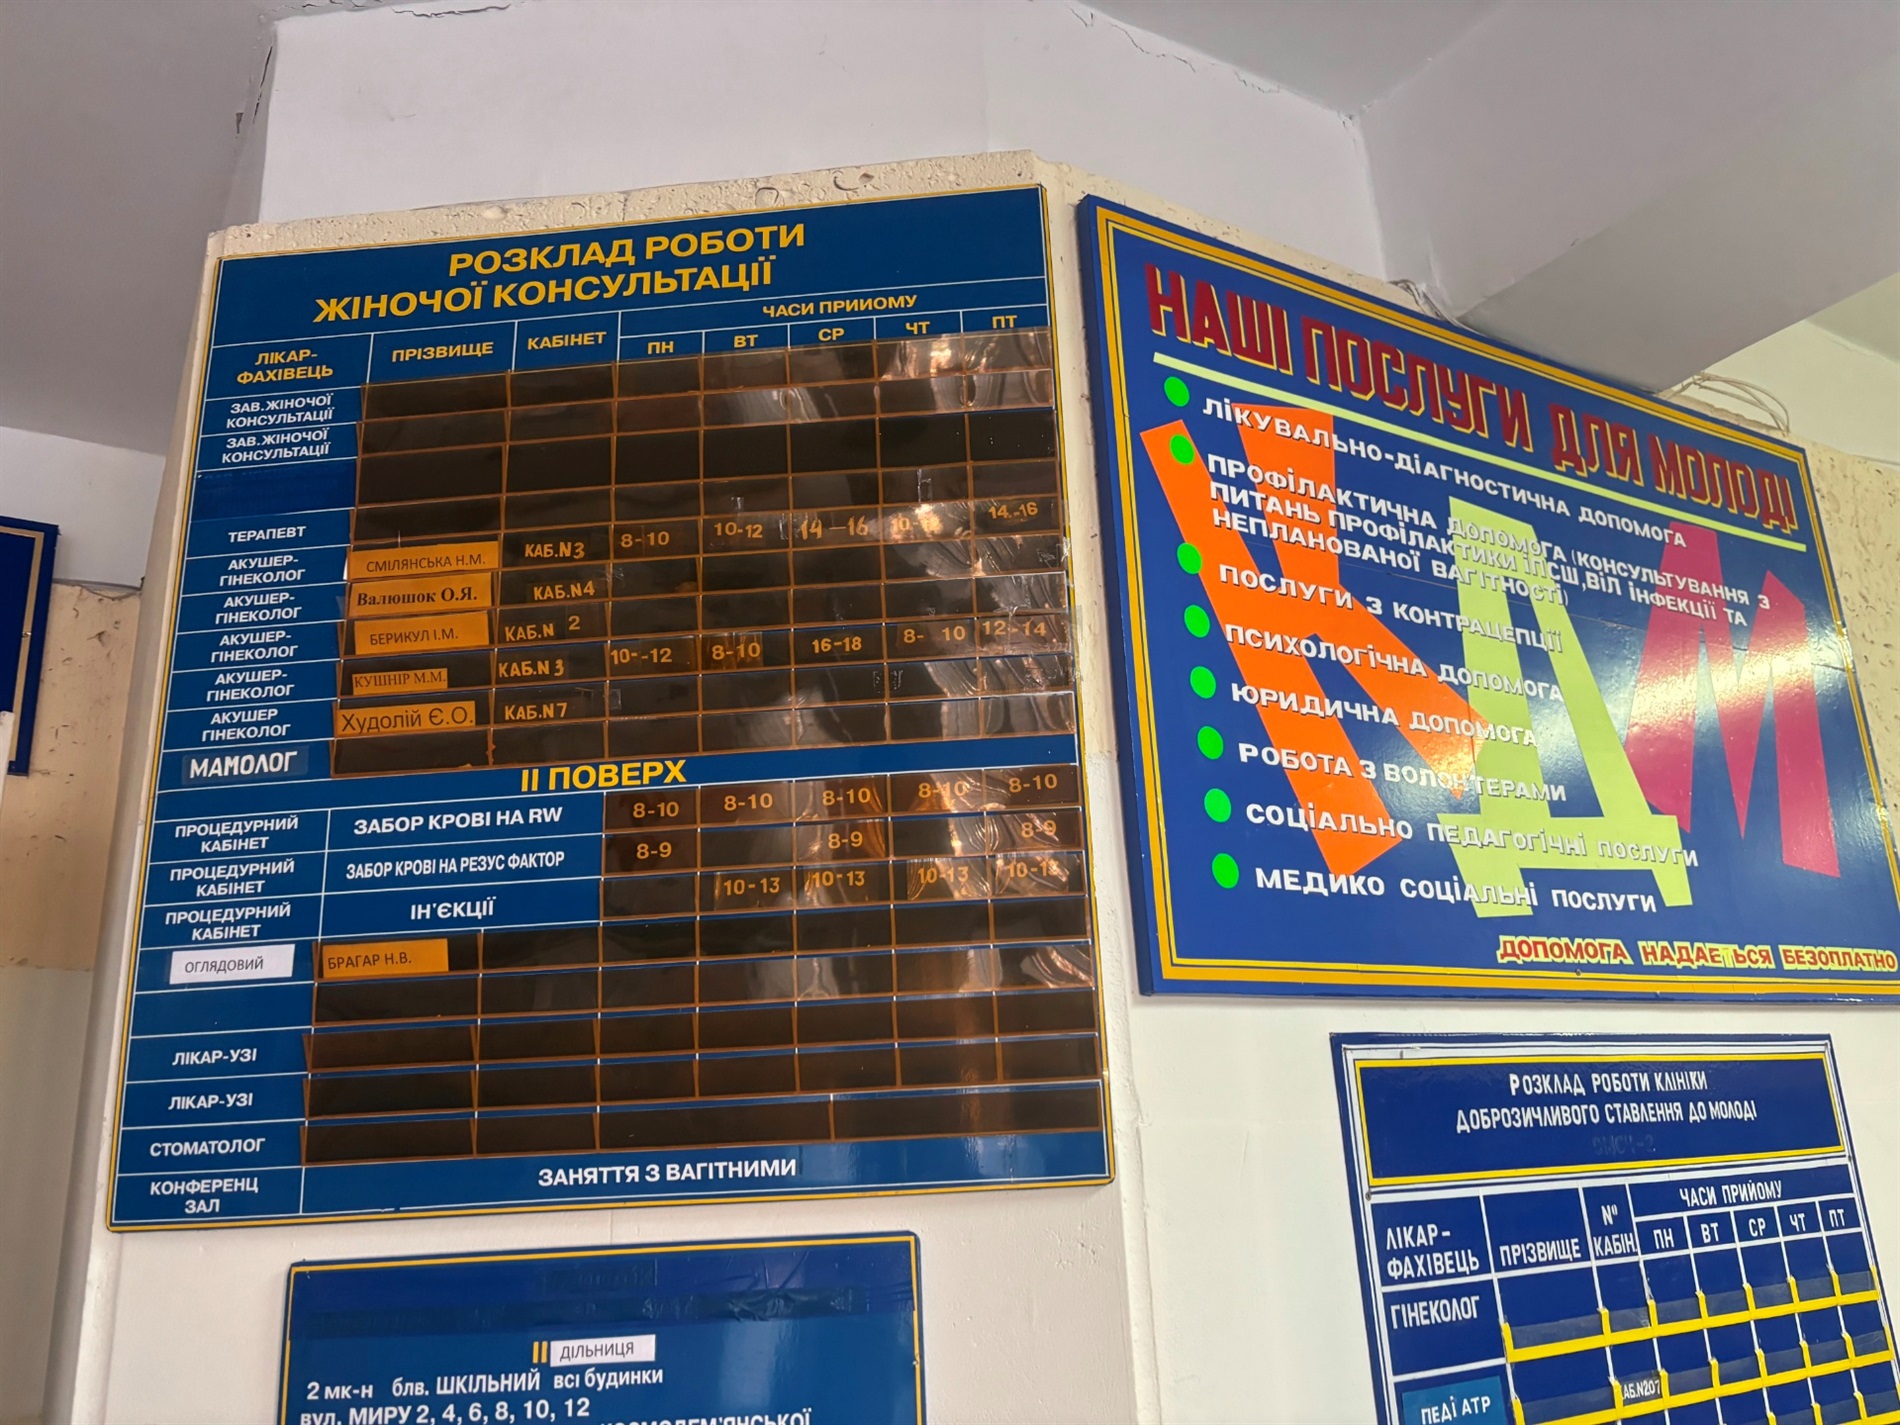 РОЗКЛАД РОБОТИ
ЖІНОЧОЇ КОНСУЛЬТАЦІЇ
ЛІКАР-
ФАХІВЕЦЬ
ПРІЗВИЩЕ
КАБІНЕТ
ЧАСИ ПРИЙОМУ
ПН ВТ СР ЧТ ПТ
ЗАВ.ЖІНОЧОЇ
КОНСУЛЬТАЦІЇ
ЗАВ.ЖІНОЧОЇ
КОНСУЛЬТАЦІЇ
ТЕРАПЕВТ
АКУШЕР-
ГІНЕКОЛОГ
СМІЛЯНСЬКА Н.М. КАБ.N3 8-10 10-12 14-16 14-16
АКУШЕР-
ГІНЕКОЛОГ
Валюшок О.Я. КАБ.N4
АКУШЕР-
ГІНЕКОЛОГ
БЕРИКУЛ І.М. КАБ.N 2
АКУШЕР-
ГІНЕКОЛОГ
КУШНІР М.М. КАБ.N3 10--12 8-10 16-18 8- 10 12-14
АКУШЕР
ГІНЕКОЛОГ
Худолій Є.О. КАБ.N7
МАМОЛОГ
ІІ ПОВЕРХ
ПРОЦЕДУРНИЙ
КАБІНЕТ
ЗАБОР КРОВІ НА RW 8-10 8-10 8-10 8-10 8-10
ПРОЦЕДУРНИЙ
КАБІНЕТ
ЗАБОР КРОВІ НА РЕЗУС ФАКТОР 8-9 8-9 8-9
ПРОЦЕДУРНИЙ
КАБІНЕТ
ІН'ЄКЦІЇ 10-13 10-13 10-13 10-13
ОГЛЯДОВИЙ БРАГАР Н.В.
ЛІКАР-УЗІ
ЛІКАР-УЗІ
СТОМАТОЛОГ
КОНФЕРЕНЦ
ЗАЛ
ЗАНЯТТЯ З ВАГІТНИМИ
ІІ ДІЛЬНИЦЯ
2 мк-н блв. ШКІЛЬНИЙ всі будинки
вул. МИРУ 2, 4, 6, 8, 10, 12
НАШІ ПОСЛУГИ ДЛЯ МОЛОДІ
ЛІКУВАЛЬНО-ДІАГНОСТИЧНА ДОПОМОГА
ПРОФІЛАКТИЧНА ДОПОМОГА (КОНСУЛЬТУВАННЯ З
ПИТАНЬ ПРОФІЛАКТИКИ ІПСШ,ВІЛ ІНФЕКЦІЇ ТА
НЕПЛАНОВАНОЇ ВАГІТНОСТІ)
ПОСЛУГИ З КОНТРАЦЕПЦІЇ
ПСИХОЛОГІЧНА ДОПОМОГА
ЮРИДИЧНА ДОПОМОГА
РОБОТА З ВОЛОНТЕРАМИ
СОЦІАЛЬНО ПЕДАГОГІЧНІ ПОСЛУГИ
МЕДИКО СОЦІАЛЬНІ ПОСЛУГИ
ДОПОМОГА НАДАЄТЬСЯ БЕЗОПЛАТНО
РОЗКЛАД РОБОТИ КЛІНІКИ
ДОБРОЗИЧЛИВОГО СТАВЛЕННЯ ДО МОЛОДІ
ЛІКАР-
ФАХІВЕЦЬ
ПРІЗВИЩЕ
№
КАБІН.
ЧАСИ ПРИЙОМУ
ПН ВТ СР ЧТ ПТ
ГІНЕКОЛОГ
ПЕДІАТР
АБ.N207